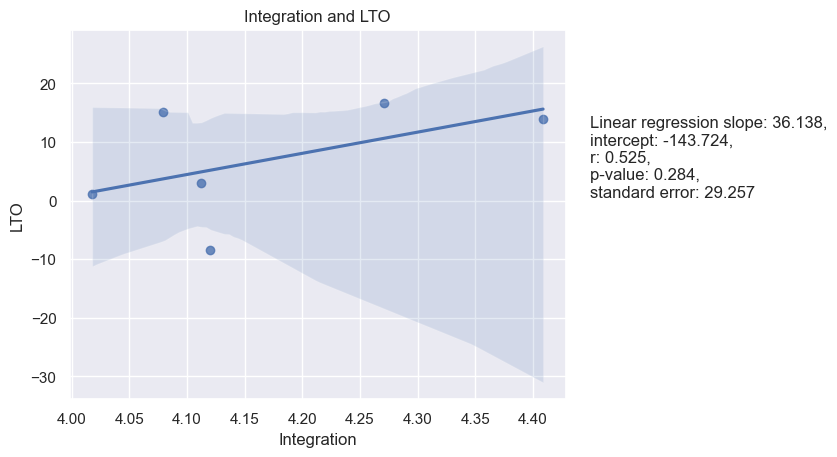 Integration and LTO
20
10
0
−10
−20
−30
LTO
4.00 4.05 4.10 4.15 4.20 4.25 4.30 4.35 4.40
Integration
Linear regression slope: 36.138,
intercept: -143.724,
r: 0.525,
p-value: 0.284,
standard error: 29.257